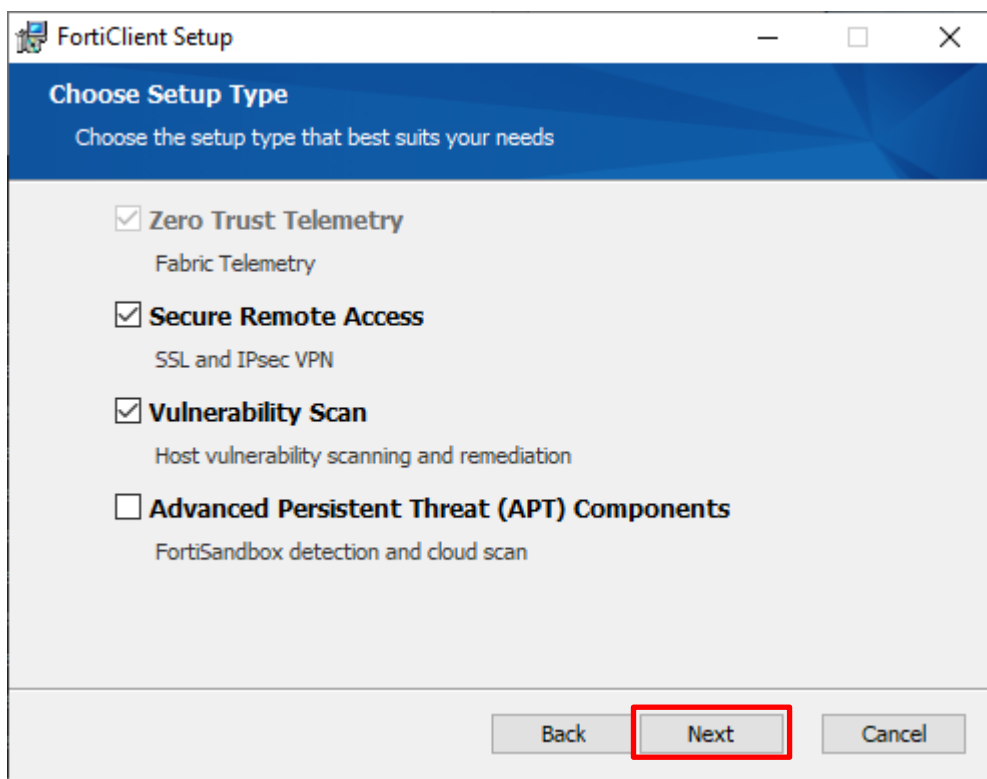 FortiClient Setup
Choose Setup Type
Choose the setup type that best suits your needs
Zero Trust Telemetry
Fabric Telemetry
Secure Remote Access
SSL and IPsec VPN
Vulnerability Scan
Host vulnerability scanning and remediation
Advanced Persistent Threat (APT) Components
FortiSandbox detection and cloud scan
Back Next Cancel